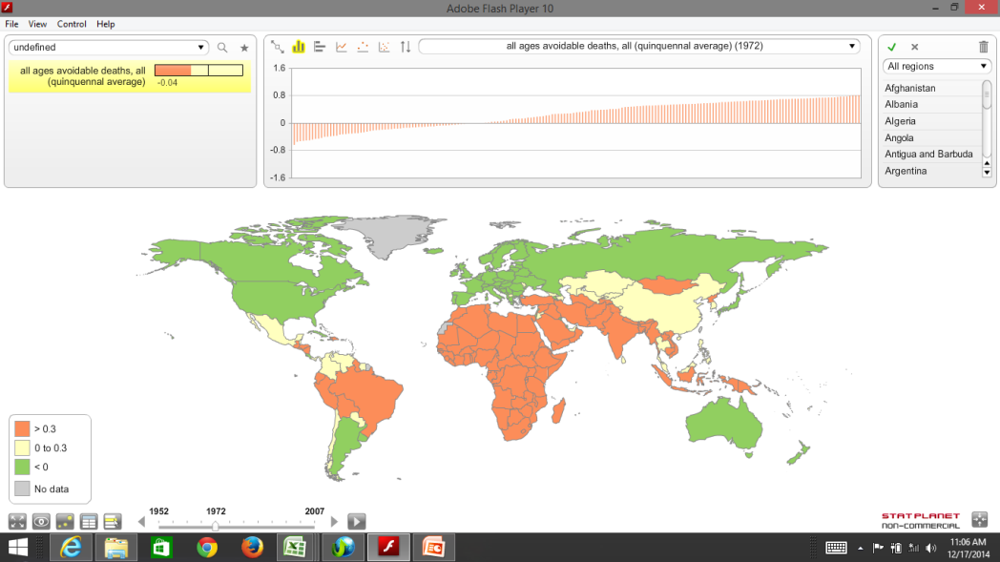 Adobe Flash Player 10
File View Control Help
undefined
all ages avoidable deaths, all
(quinquennal average)
-0.04
all ages avoidable deaths, all (quinquennal average) (1972)
1.6
0.8
0
-0.8
-1.6
All regions
Afghanistan
Albania
Algeria
Angola
Antigua and Barbuda
Argentina
> 0.3
0 to 0.3
< 0
No data
1952 1972 2007
STATPLANET
NON-COMMERCIAL
11:06 AM
12/17/2014